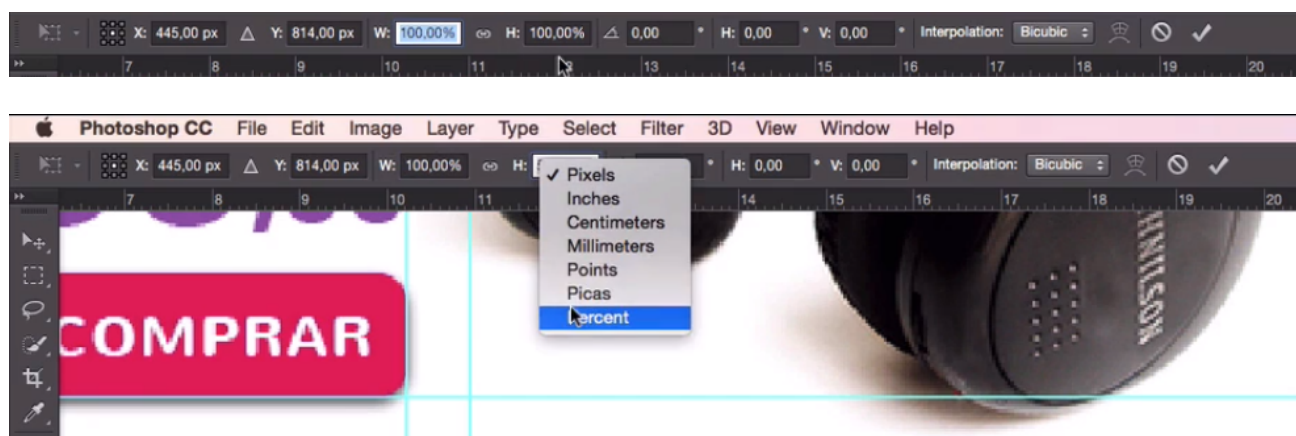 X: 445,00 px Δ Y: 814,00 px W: 100,00% H: 100,00% 0,00 ° H: 0,00 ° V: 0,00 ° Interpolation: Bicubic
7 8 9 10 11 12 13 14 15 16 17 18 19 20
Photoshop CC File Edit Image Layer Type Select Filter 3D View Window Help
X: 445,00 px Δ Y: 814,00 px W: 100,00% H: ° H: 0,00 ° V: 0,00 ° Interpolation: Bicubic
✓ Pixels
7 8 9 10 11 14 15 16 17 18 19 20
Inches
Centimeters
Millimeters
Points
Picas
Percent
COMPRAR